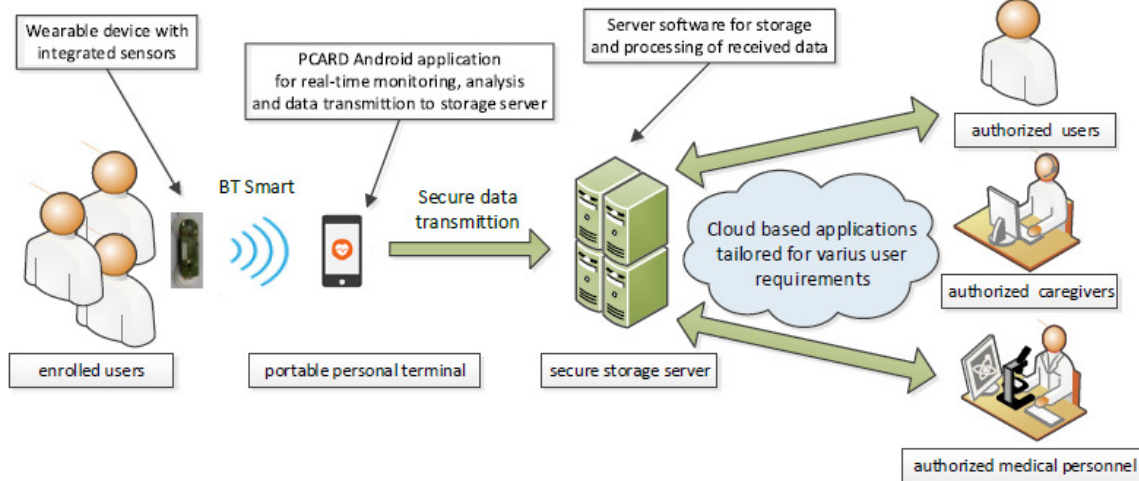 Wearable device with
integrated sensors
PCARD Android application
for real-time monitoring, analysis
and data transmittion to storage server
Server software for storage
and processing of received data
authorized users
BT Smart
Secure data
transmittion
Cloud based applications
tailored for varius user
requirements
authorized caregivers
enrolled users
portable personal terminal
secure storage server
authorized medical personnel